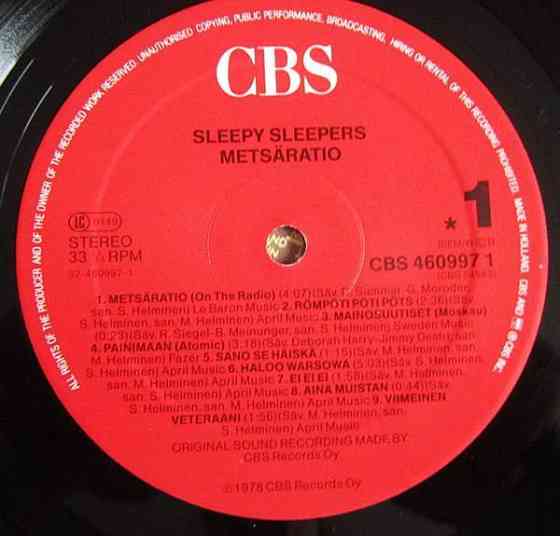 ALL RIGHTS OF THE PRODUCER AND OF THE OWNER OF THE RECORDED WORK RESERVED. UNAUTHORISED COPYING, PUBLIC PERFORMANCE, BROADCASTING, HIRING OR RENTAL OF THIS RECORDING PROHIBITED. MADE IN HOLLAND.
CBS
SLEEPY SLEEPERS
METSÄRATIO
1
*
LC 0149
STEREO
33 RPM
CBS 460997 1
1. METSÄRATIO (On The Radio) (4:07)(Säv. D. Summer, G. Moroder,
san. S. Helminen) Le Baron Music 2. RÖMPÖTI POTI POTS (2:36)(Säv.
S. Helminen, san. M. Helminen) April Music 3. MAINOSUUTISET (Moskau)
(0:23)(Säv. R. Siegel-B. Meinunger, san. S. Helminen) Sweden Music
4. PAINIMAAN (Atomic) (3:18)(Säv. Deborah Harry-Jimmy Destri, san.
M. Helminen) Fazer 5. SANO SE HAISKA (1:15)(Säv. M. Helminen, san.
S. Helminen) April Music 6. HALOO WARSOWA (5:03)(Säv. S. Helminen,
san. M. Helminen) April Music 7. EI EI EI (1:58)(Säv. M. Helminen,
san. S. Helminen) April Music 8. AINA MUISTAN (0:44)(Säv.
S. Helminen, san. M. Helminen) April Music 9. VIIMEINEN
VETERAANI (1:56)(Säv. M. Helminen, san.
S. Helminen) April Music
ORIGINAL SOUND RECORDING MADE BY
CBS Records Oy
℗1978 CBS Records Oy